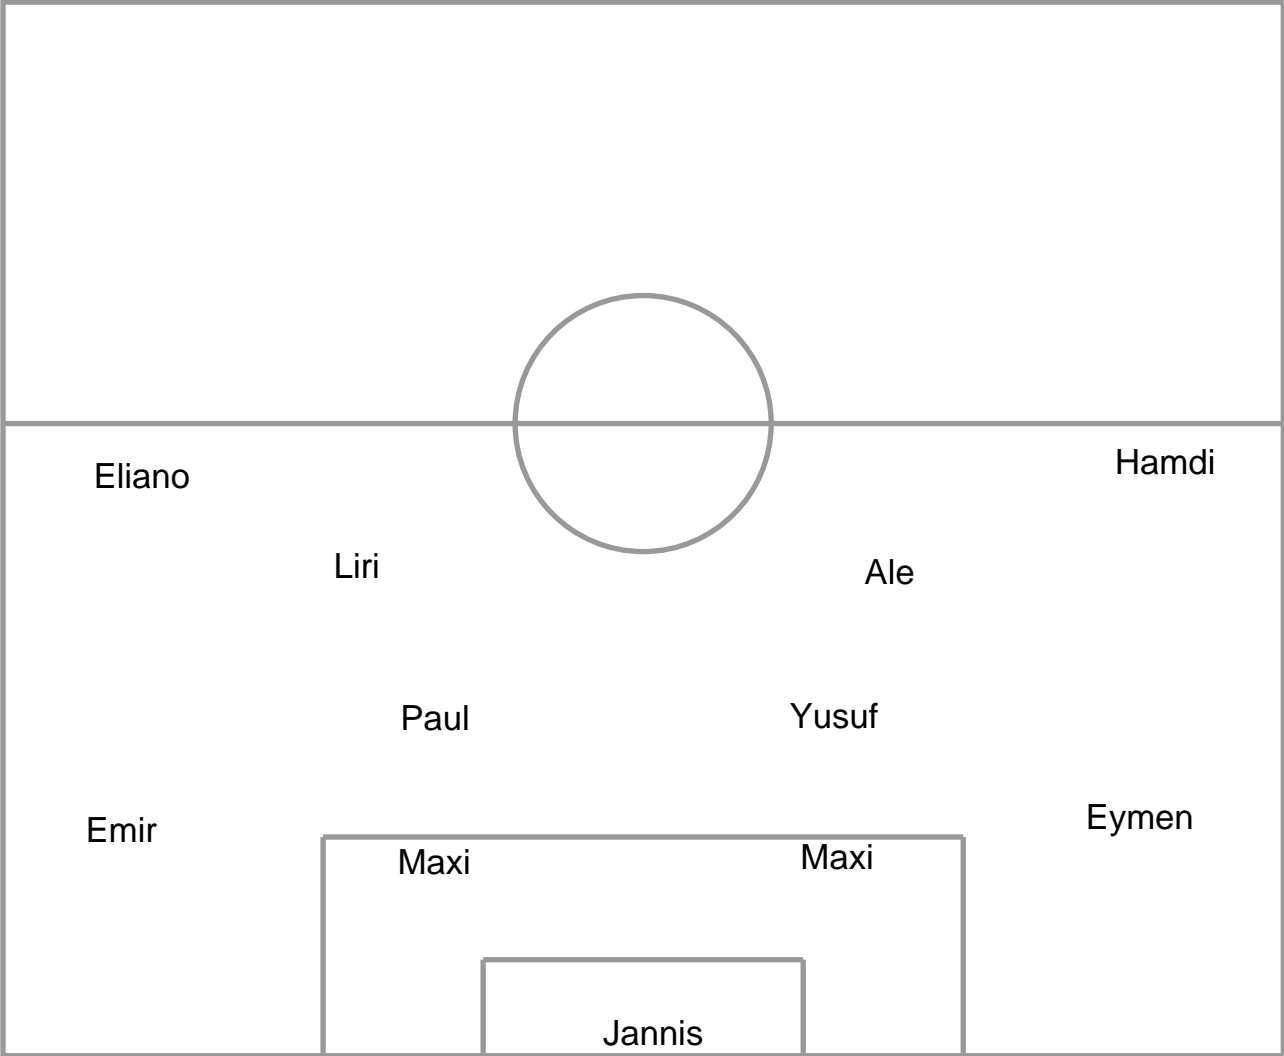 Eliano
Hamdi
Liri
Ale
Paul
Yusuf
Emir
Eymen
Maxi
Maxi
Jannis